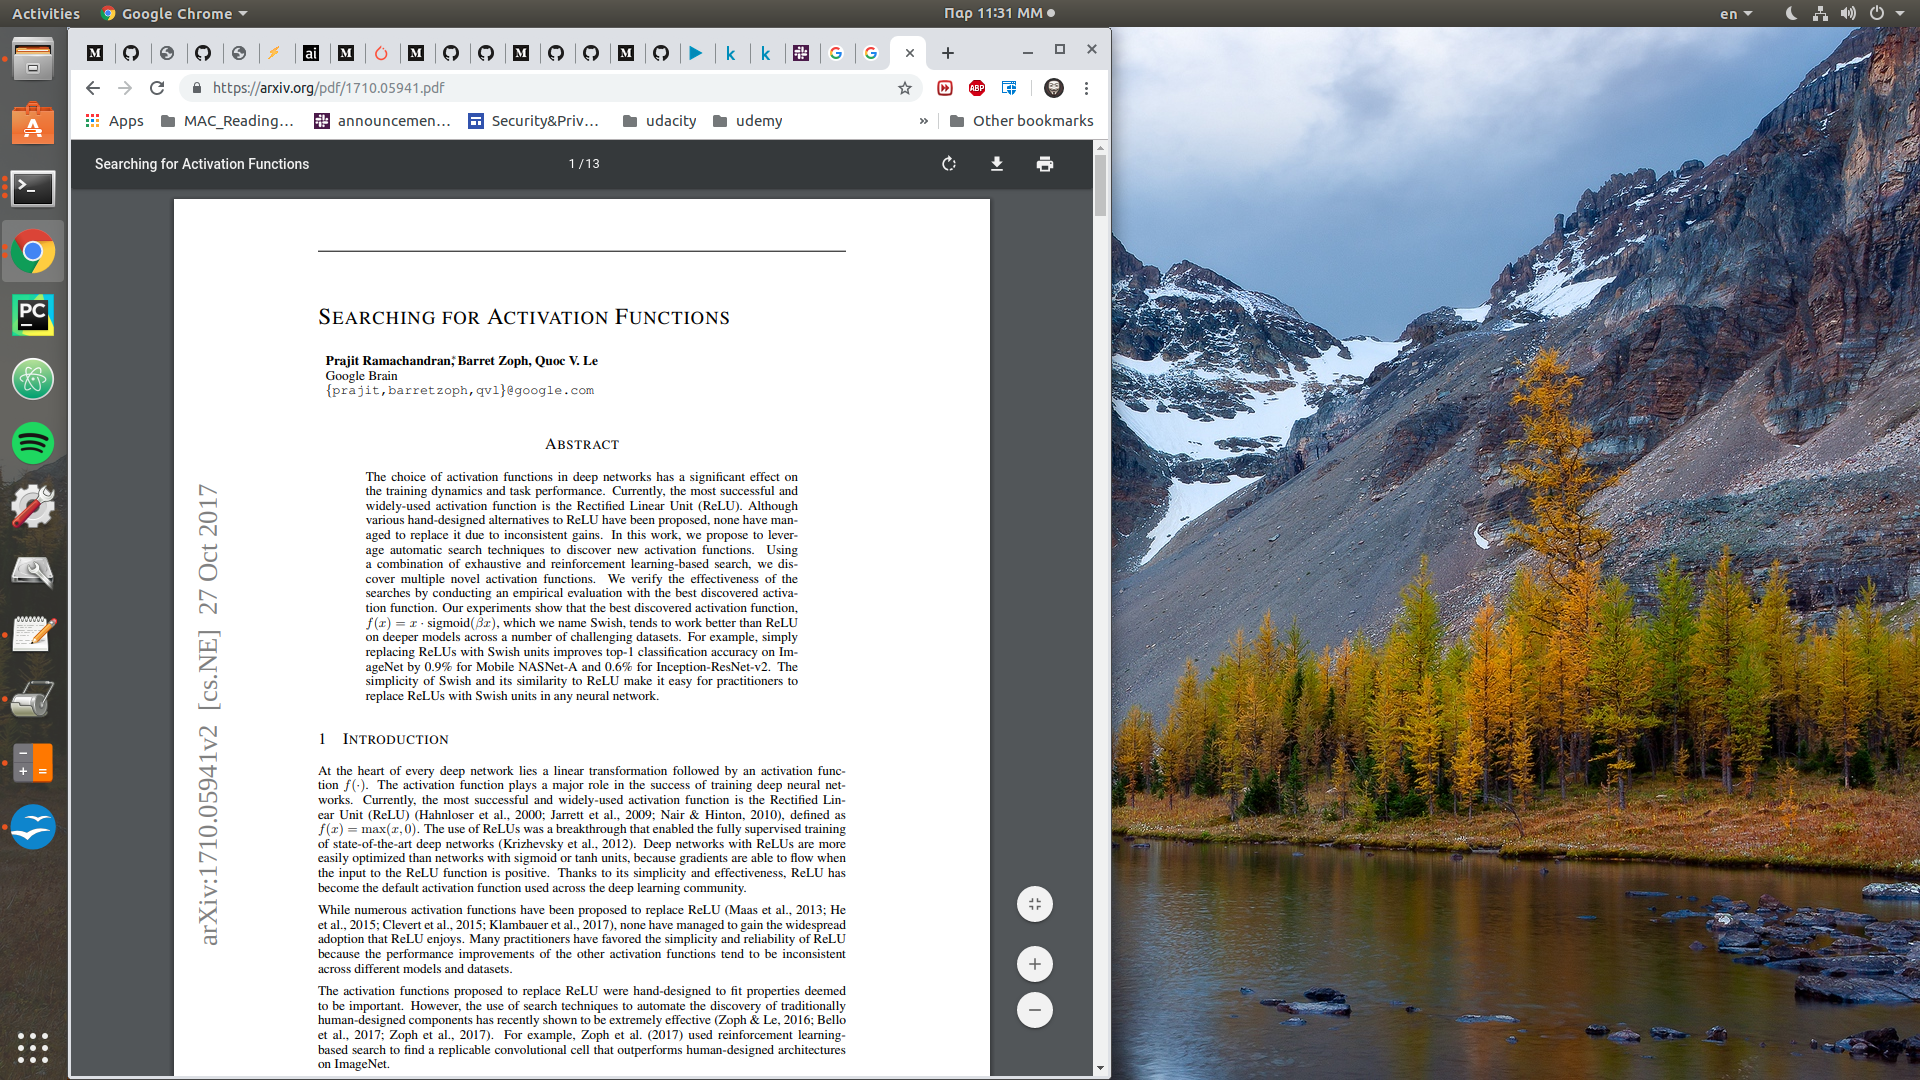 Activities
Google Chrome
Παρ 11:31 ΜΜ
en
https://arxiv.org/pdf/1710.05941.pdf
ABP
Apps
MAC_Reading...
announcemen...
Security&Priv...
udacity
udemy
»
Other bookmarks
Searching for Activation Functions
1 / 13
SEARCHING FOR ACTIVATION FUNCTIONS
Prajit Ramachandran,* Barret Zoph, Quoc V. Le
Google Brain
{prajit,barretzoph,qvl}@google.com
ABSTRACT
The choice of activation functions in deep networks has a significant effect on
the training dynamics and task performance. Currently, the most successful and
widely-used activation function is the Rectified Linear Unit (ReLU). Although
various hand-designed alternatives to ReLU have been proposed, none have man-
aged to replace it due to inconsistent gains. In this work, we propose to lever-
age automatic search techniques to discover new activation functions. Using
a combination of exhaustive and reinforcement learning-based search, we dis-
cover multiple novel activation functions. We verify the effectiveness of the
searches by conducting an empirical evaluation with the best discovered activa-
tion function. Our experiments show that the best discovered activation function,
f(x) = x · sigmoid(βx), which we name Swish, tends to work better than ReLU
on deeper models across a number of challenging datasets. For example, simply
replacing ReLUs with Swish units improves top-1 classification accuracy on Im-
ageNet by 0.9% for Mobile NASNet-A and 0.6% for Inception-ResNet-v2. The
simplicity of Swish and its similarity to ReLU make it easy for practitioners to
replace ReLUs with Swish units in any neural network.
arXiv:1710.05941v2 [cs.NE] 27 Oct 2017
1 INTRODUCTION
At the heart of every deep network lies a linear transformation followed by an activation func-
tion f(·). The activation function plays a major role in the success of training deep neural net-
works. Currently, the most successful and widely-used activation function is the Rectified Lin-
ear Unit (ReLU) (Hahnloser et al., 2000; Jarrett et al., 2009; Nair & Hinton, 2010), defined as
f(x) = max(x, 0). The use of ReLUs was a breakthrough that enabled the fully supervised training
of state-of-the-art deep networks (Krizhevsky et al., 2012). Deep networks with ReLUs are more
easily optimized than networks with sigmoid or tanh units, because gradients are able to flow when
the input to the ReLU function is positive. Thanks to its simplicity and effectiveness, ReLU has
become the default activation function used across the deep learning community.
While numerous activation functions have been proposed to replace ReLU (Maas et al., 2013; He
et al., 2015; Clevert et al., 2015; Klambauer et al., 2017), none have managed to gain the widespread
adoption that ReLU enjoys. Many practitioners have favored the simplicity and reliability of ReLU
because the performance improvements of the other activation functions tend to be inconsistent
across different models and datasets.
The activation functions proposed to replace ReLU were hand-designed to fit properties deemed
to be important. However, the use of search techniques to automate the discovery of traditionally
human-designed components has recently shown to be extremely effective (Zoph & Le, 2016; Bello
et al., 2017; Zoph et al., 2017). For example, Zoph et al. (2017) used reinforcement learning-
based search to find a replicable convolutional cell that outperforms human-designed architectures
on ImageNet.